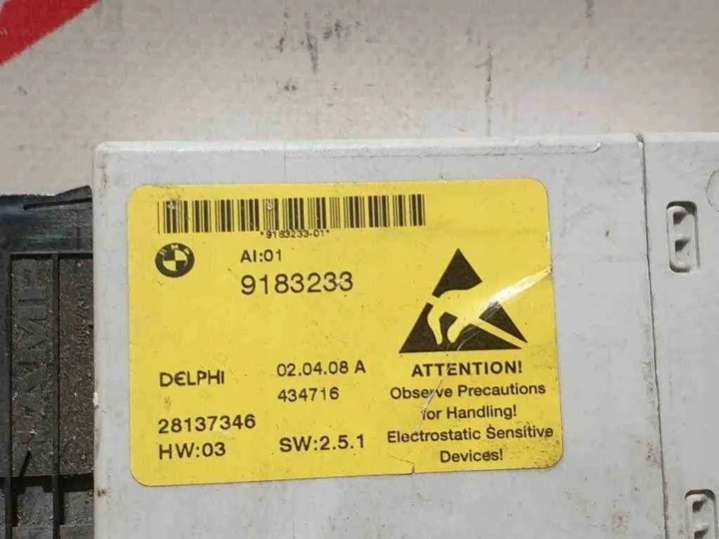 *9183233-01*
AI:01
9183233
DELPHI
02.04.08 A
434716
28137346
HW:03
SW:2.5.1
ATTENTION!
Observe Precautions
for Handling!
Electrostatic Sensitive
Devices!
AMP